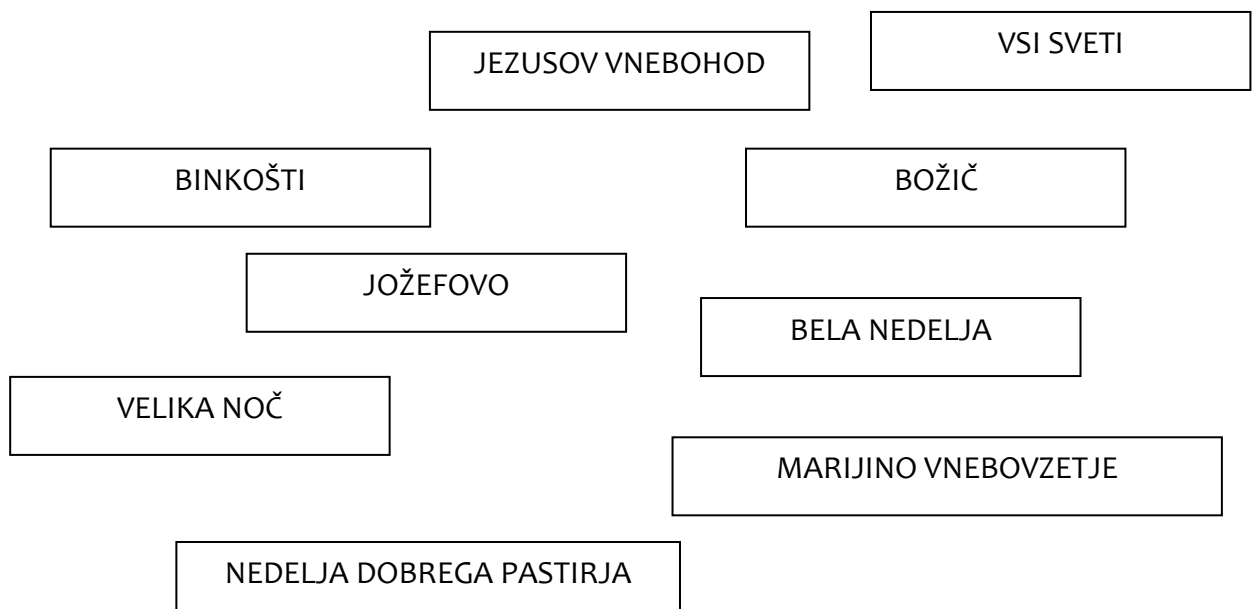 VSI SVETI
JEZUSOV VNEBOHOD
BINKOŠTI
BOŽIČ
JOŽEFOVO
BELA NEDELJA
VELIKA NOČ
MARIJINO VNEBOVZETJE
NEDELJA DOBREGA PASTIRJA